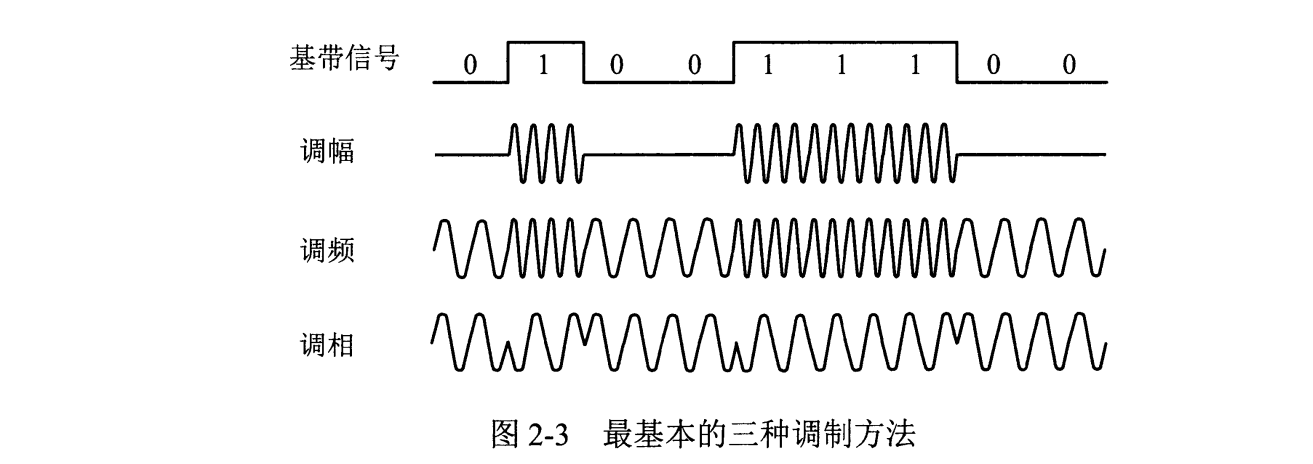 基带信号 0 1 0 0 1 1 1 0 0
调幅
调频
调相
图 2-3 最基本的三种调制方法